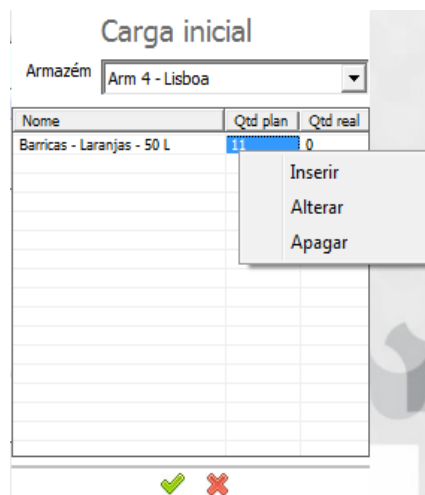 Carga inicial
Armazém Arm 4 - Lisboa
Nome Qtd plan Qtd real
Barricas - Laranjas - 50 L 11 0
Inserir
Alterar
Apagar